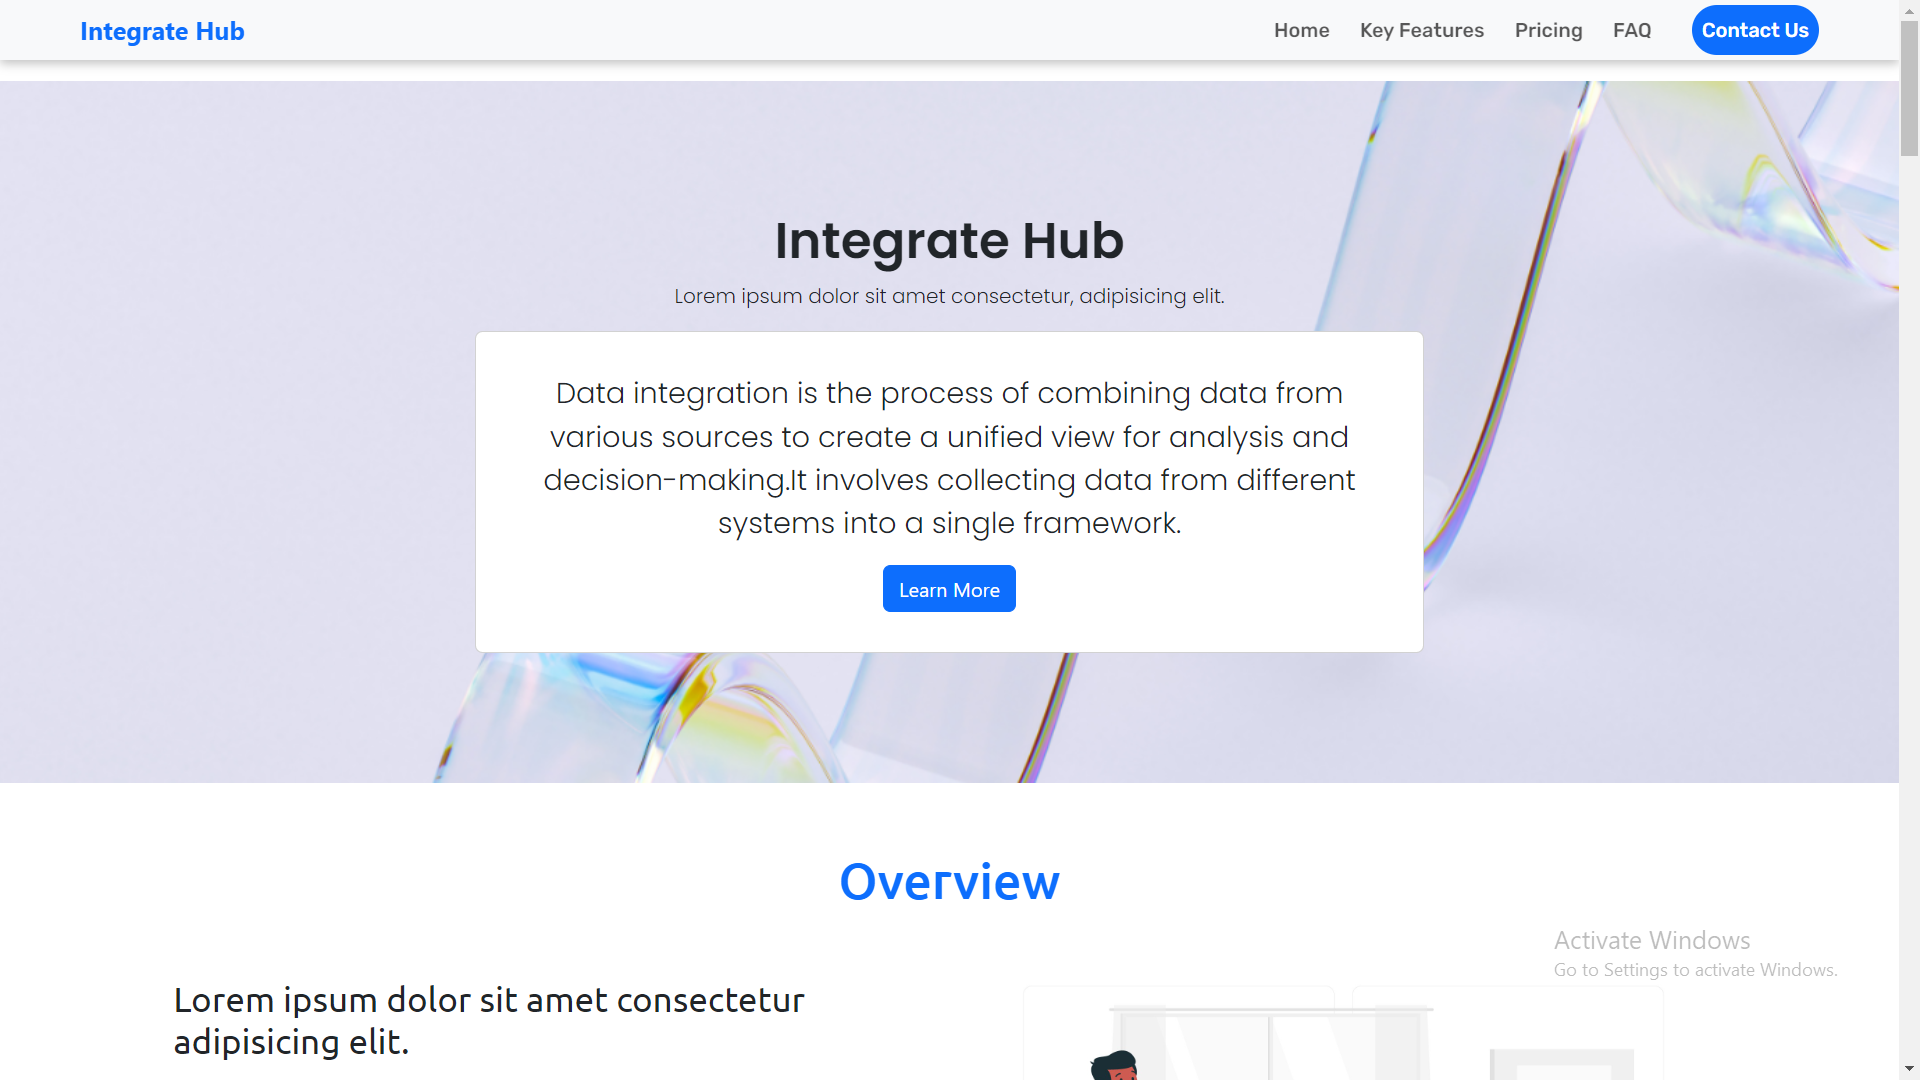 Integrate Hub
Home Key Features Pricing FAQ Contact Us
Integrate Hub
Lorem ipsum dolor sit amet consectetur, adipisicing elit.
Data integration is the process of combining data from
various sources to create a unified view for analysis and
decision-making.It involves collecting data from different
systems into a single framework.
Learn More
Overview
Activate Windows
Go to Settings to activate Windows.
Lorem ipsum dolor sit amet consectetur
adipisicing elit.